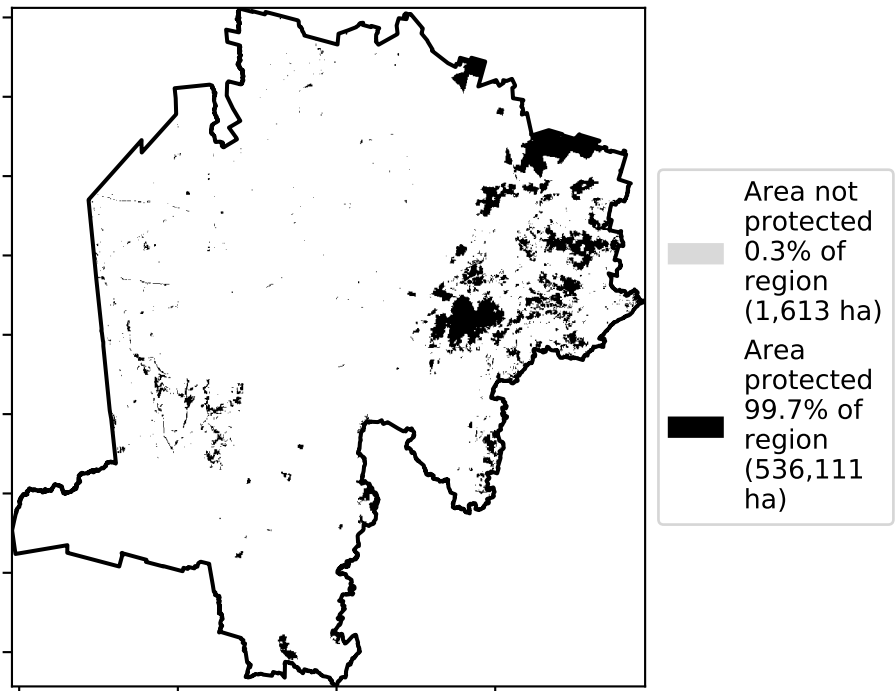 Area not
protected
0.3% of
region
(1,613 ha)
Area
protected
99.7% of
region
(536,111
ha)